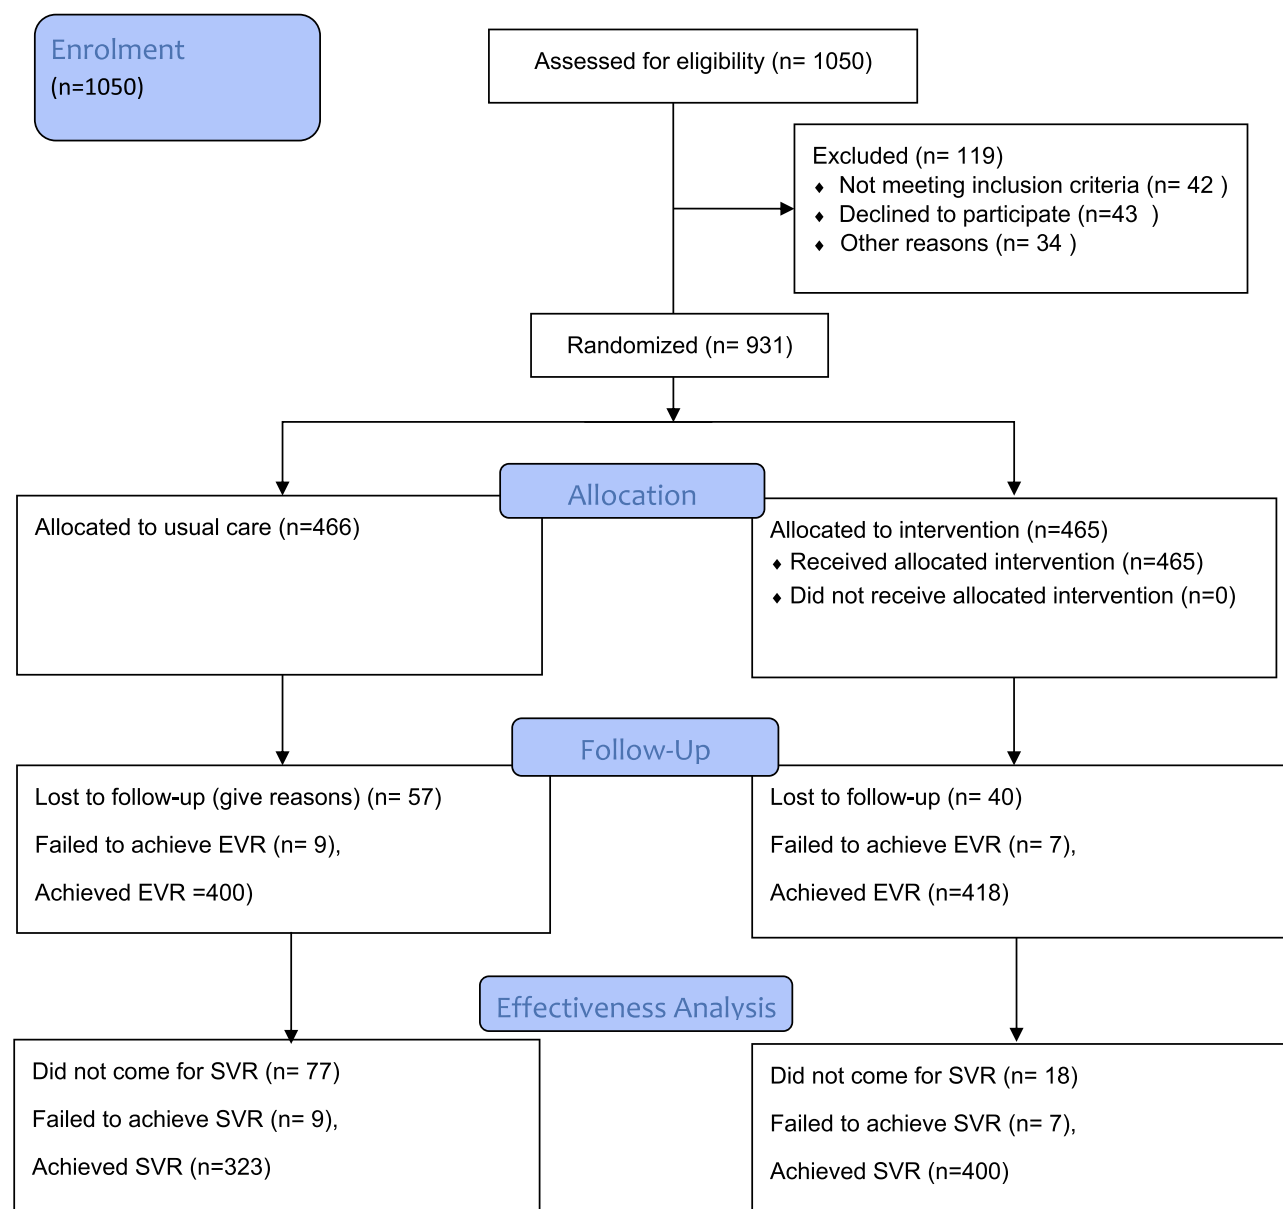 Enrolment
(n=1050)
Assessed for eligibility (n= 1050)
Excluded (n= 119)
♦ Not meeting inclusion criteria (n= 42 )
♦ Declined to participate (n=43 )
♦ Other reasons (n= 34 )
Randomized (n= 931)
Allocation
Allocated to usual care (n=466)
Allocated to intervention (n=465)
♦ Received allocated intervention (n=465)
♦ Did not receive allocated intervention (n=0)
Follow-Up
Lost to follow-up (give reasons) (n= 57)
Failed to achieve EVR (n= 9),
Achieved EVR =400)
Lost to follow-up (n= 40)
Failed to achieve EVR (n= 7),
Achieved EVR (n=418)
Effectiveness Analysis
Did not come for SVR (n= 77)
Failed to achieve SVR (n= 9),
Achieved SVR (n=323)
Did not come for SVR (n= 18)
Failed to achieve SVR (n= 7),
Achieved SVR (n=400)